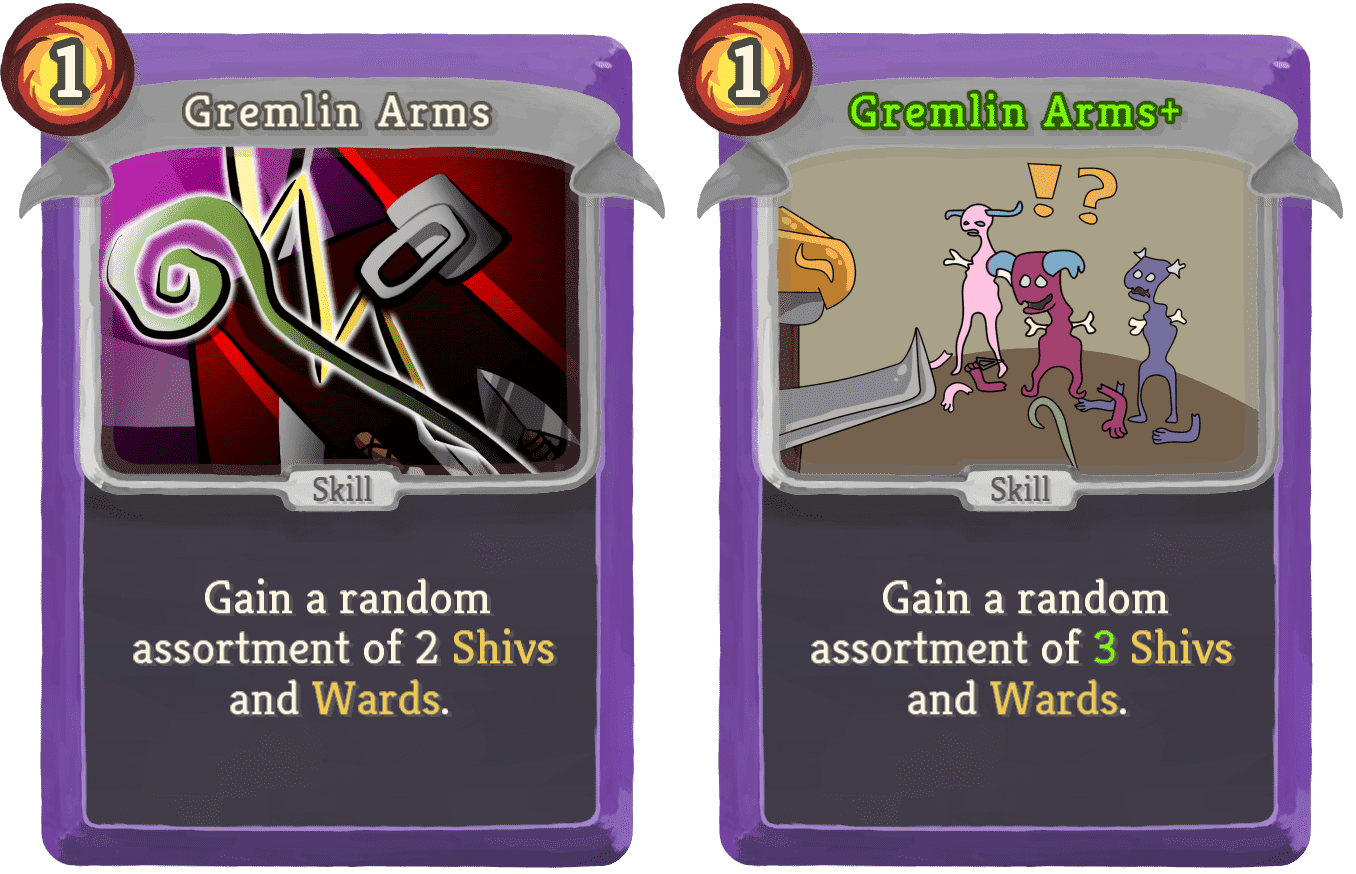 1
Gremlin Arms
Skill
Gain a random
assortment of 2 Shivs
and Wards.
1
Gremlin Arms+
! ?
Skill
Gain a random
assortment of 3 Shivs
and Wards.